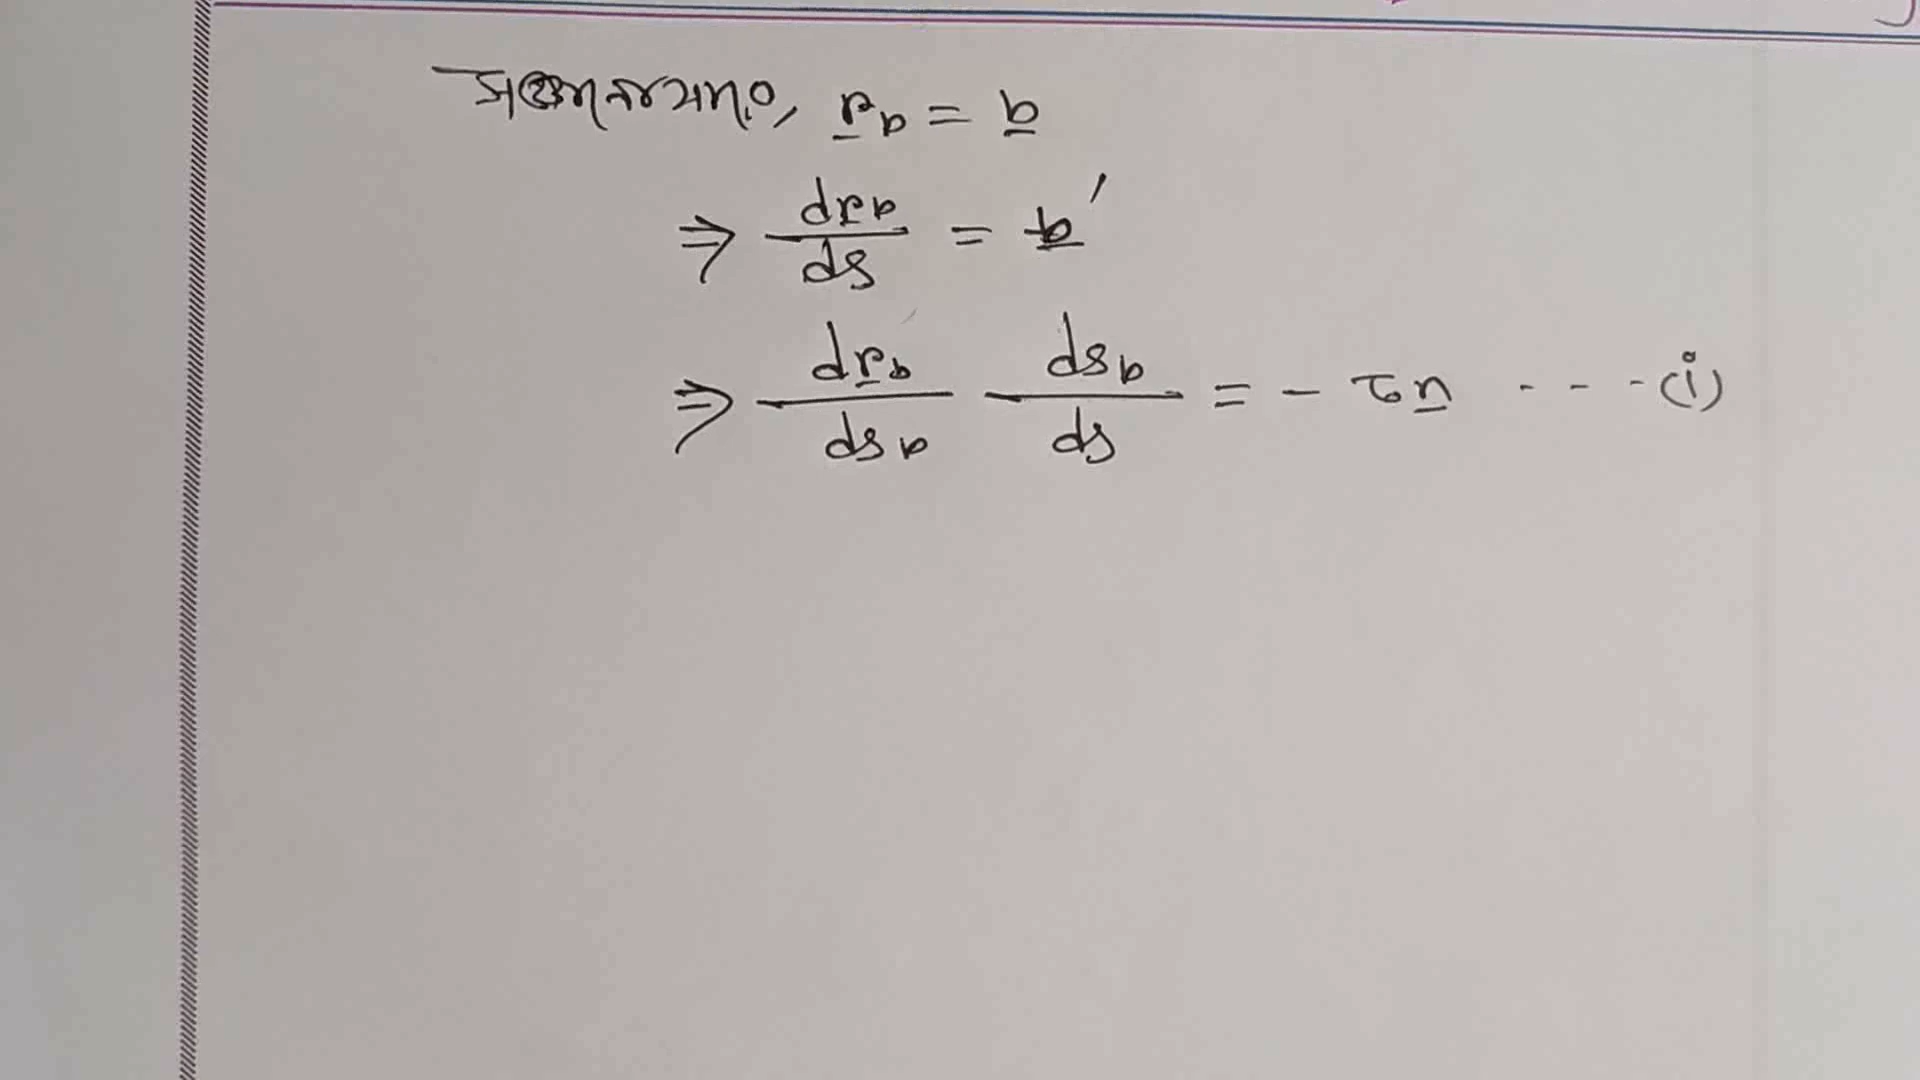 সংজ্ঞানুসারে, r_b = b
⇒ dr_b/ds = b'
⇒ dr_b/ds_b ds_b/ds = - τn - - - (i)